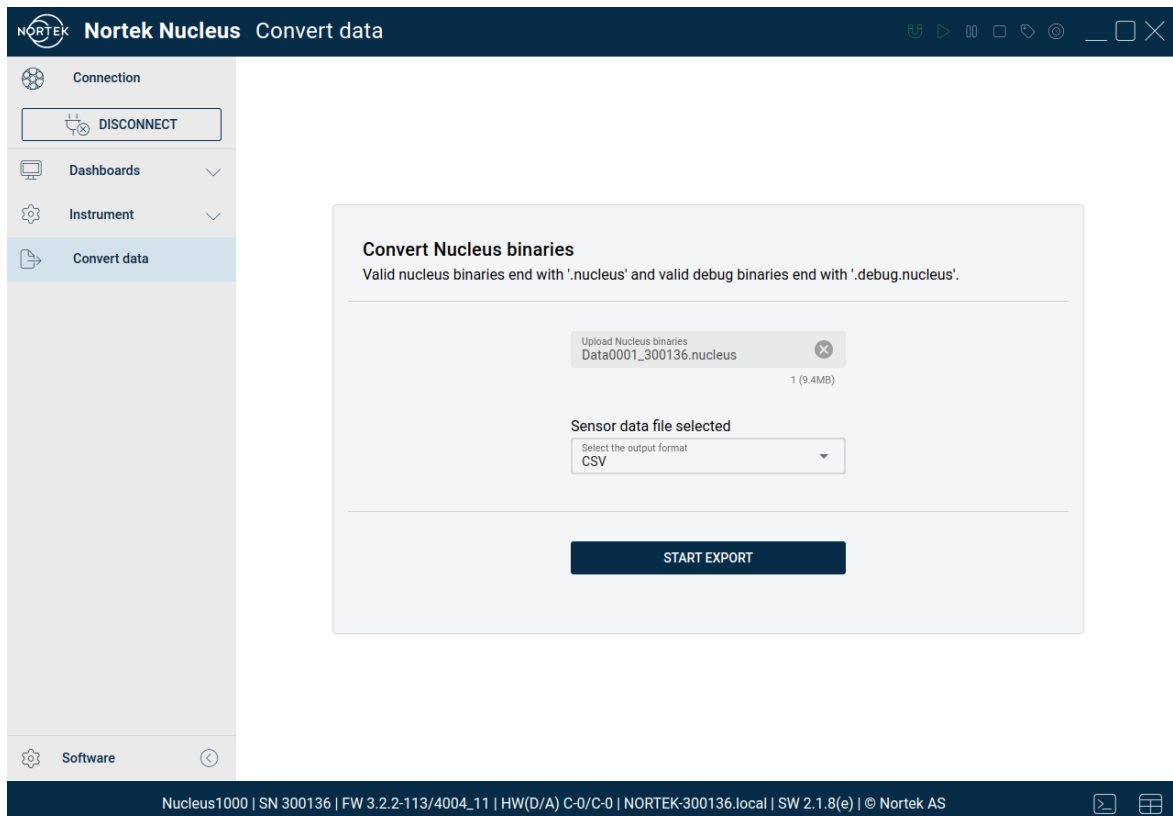 NORTEK Nortek Nucleus Convert data
Connection
DISCONNECT
Dashboards
Instrument
Convert data
Convert Nucleus binaries
Valid nucleus binaries end with '.nucleus' and valid debug binaries end with '.debug.nucleus'.
Upload Nucleus binaries
Data0001_300136.nucleus
1 (9.4MB)
Sensor data file selected
Select the output format
CSV
START EXPORT
Software
Nucleus1000 | SN 300136 | FW 3.2.2-113/4004_11 | HW(D/A) C-0/C-0 | NORTEK-300136.local | SW 2.1.8(e) | © Nortek AS